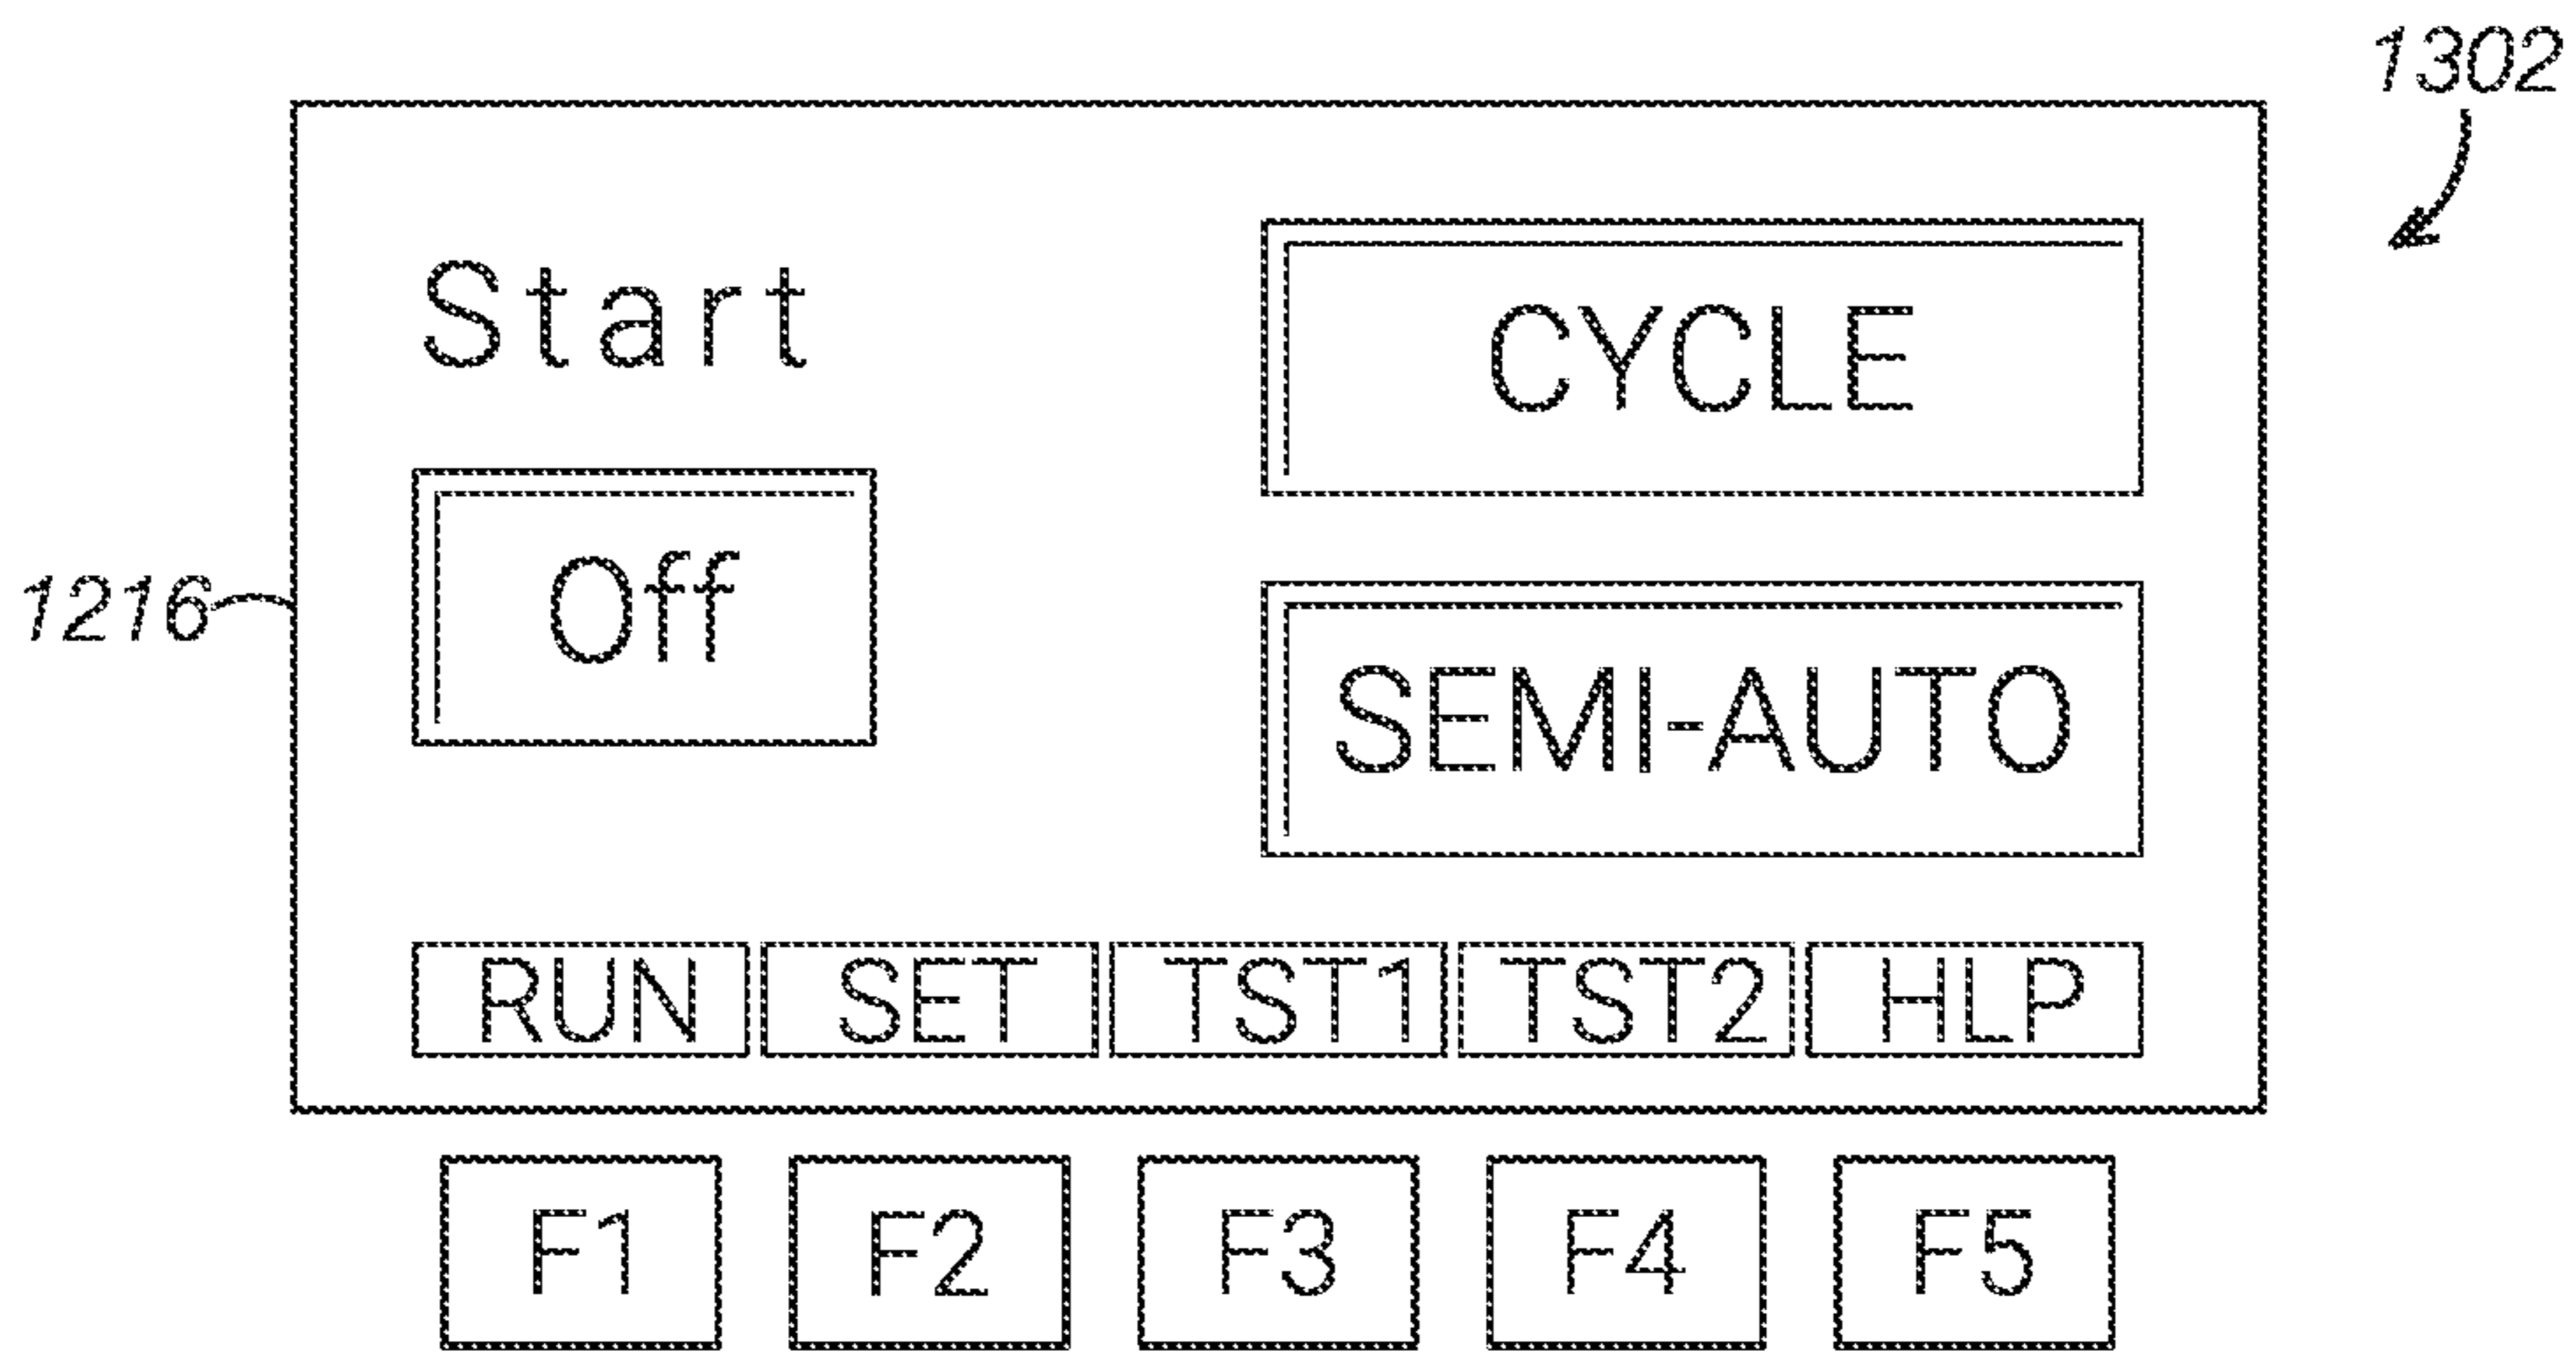 1302
Start
CYCLE
Off
1216
SEMI-AUTO
RUN SET TST1 TST2 HLP
F1 F2 F3 F4 F5